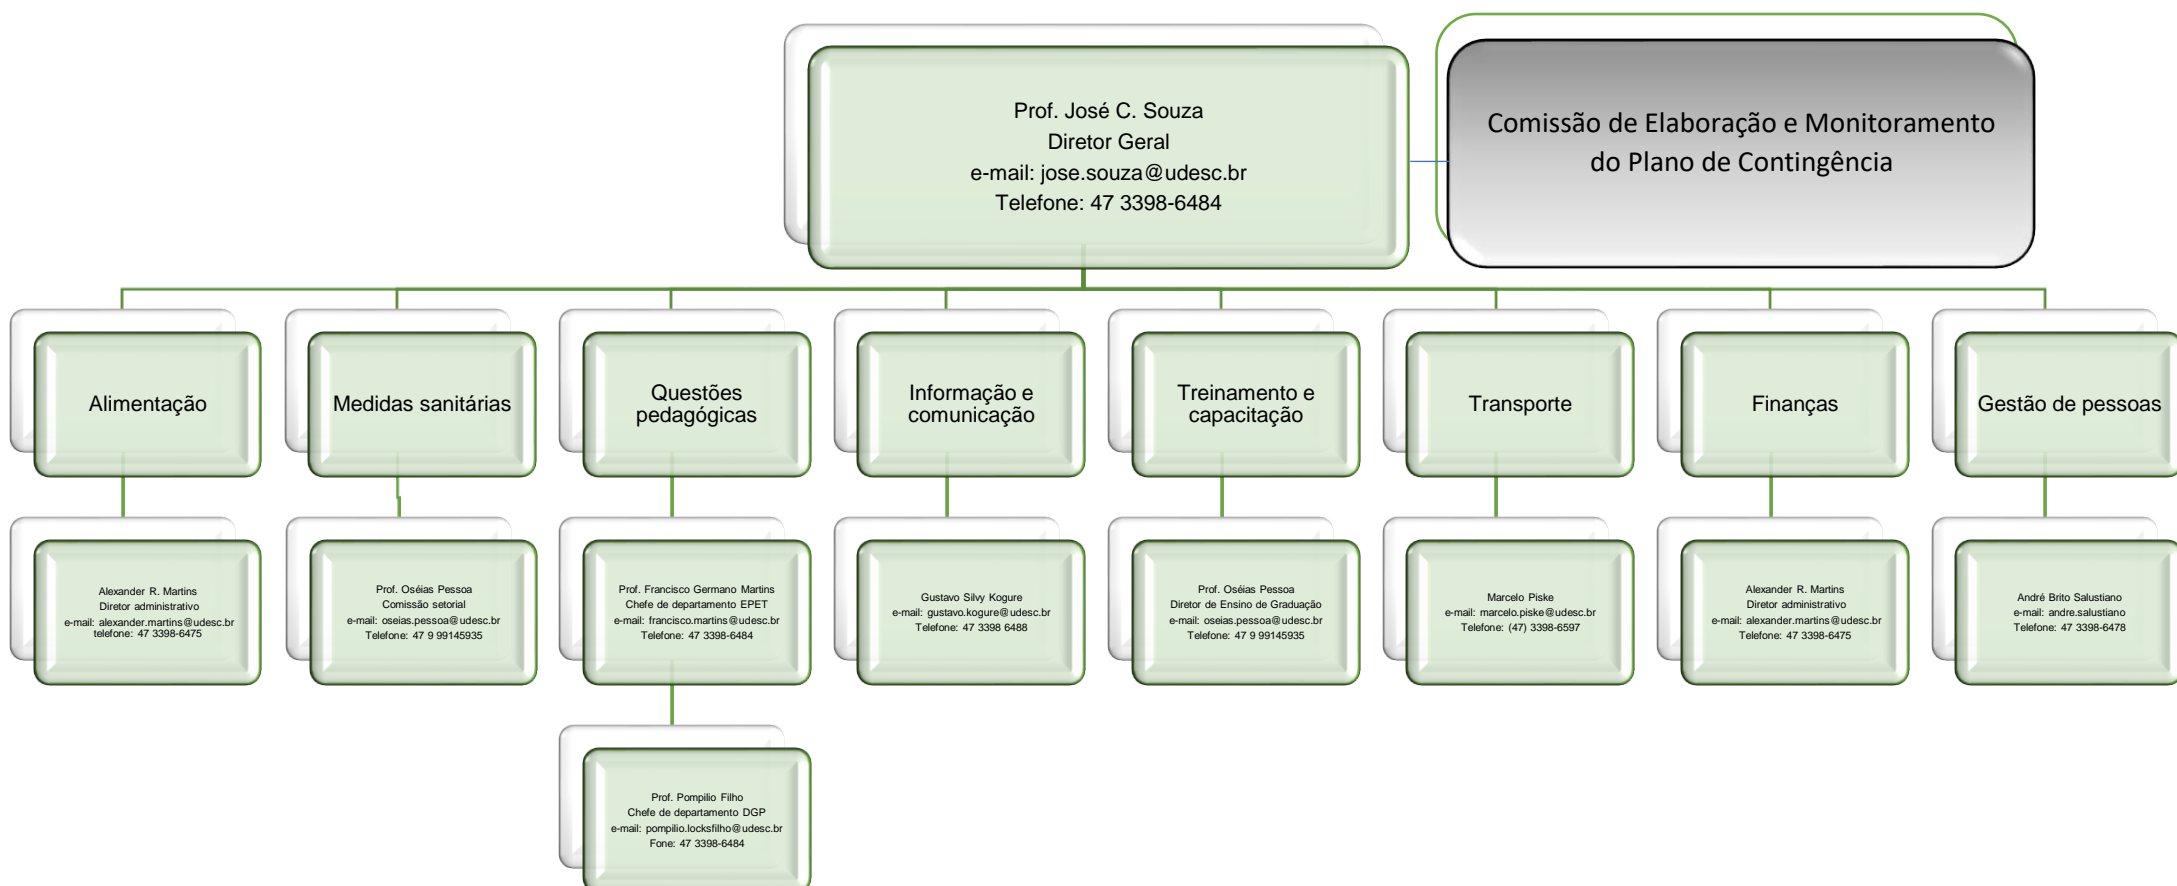 Prof. José C. Souza
Diretor Geral
e-mail: jose.souza@udesc.br
Telefone: 47 3398-6484
Comissão de Elaboração e Monitoramento
do Plano de Contingência
Alimentação
Medidas sanitárias
Questões
pedagógicas
Informação e
comunicação
Treinamento e
capacitação
Transporte
Finanças
Gestão de pessoas
Alexander R. Martins
Diretor administrativo
e-mail: alexander.martins@udesc.br
telefone: 47 3398-6475
Prof. Oséias Pessoa
Comissão setorial
e-mail: oseias.pessoa@udesc.br
Telefone: 47 9 99145935
Prof. Francisco Germano Martins
Chefe de departamento EPET
e-mail: francisco.martins@udesc.br
Telefone: 47 3398-6484
Gustavo Silvy Kogure
e-mail: gustavo.kogure@udesc.br
Telefone: 47 3398 6488
Prof. Oséias Pessoa
Diretor de Ensino de Graduação
e-mail: oseias.pessoa@udesc.br
Telefone: 47 9 99145935
Marcelo Piske
e-mail: marcelo.piske@udesc.br
Telefone: (47) 3398-6597
Alexander R. Martins
Diretor administrativo
e-mail: alexander.martins@udesc.br
Telefone: 47 3398-6475
André Brito Salustiano
e-mail: andre.salustiano
Telefone: 47 3398-6478
Prof. Pompilio Filho
Chefe de departamento DGP
e-mail: pompilio.locksfilho@udesc.br
Fone: 47 3398-6484